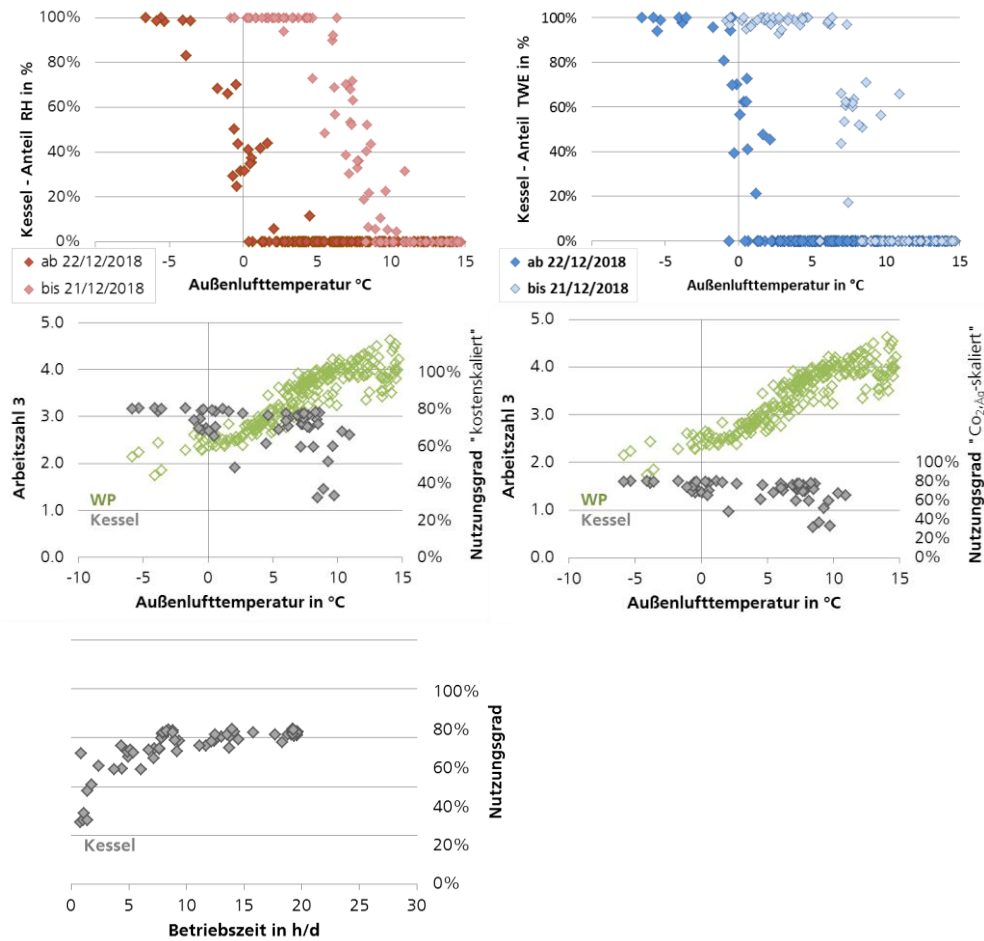 Kessel - Anteil RH in %
100%
80%
60%
40%
20%
0%
-5 0 5 10 15
ab 22/12/2018
bis 21/12/2018
Außenlufttemperatur °C
Kessel - Anteil TWE in %
100%
80%
60%
40%
20%
0%
-5 0 5 10 15
ab 22/12/2018
bis 21/12/2018
Außenlufttemperatur in °C
Arbeitszahl 3
5.0
4.0
3.0
2.0
1.0
0.0
WP
Kessel
100%
80%
60%
40%
20%
0%
Nutzungsgrad "kostenskaliert"
-10 -5 0 5 10 15
Außenlufttemperatur in °C
Arbeitszahl 3
5.0
4.0
3.0
2.0
1.0
0.0
WP
Kessel
100%
80%
60%
40%
20%
0%
-10 -5 0 5 10 15
Außenlufttemperatur in °C
100%
80%
60%
40%
20%
0%
Nutzungsgrad
Kessel
0 5 10 15 20 25 30
Betriebszeit in h/d